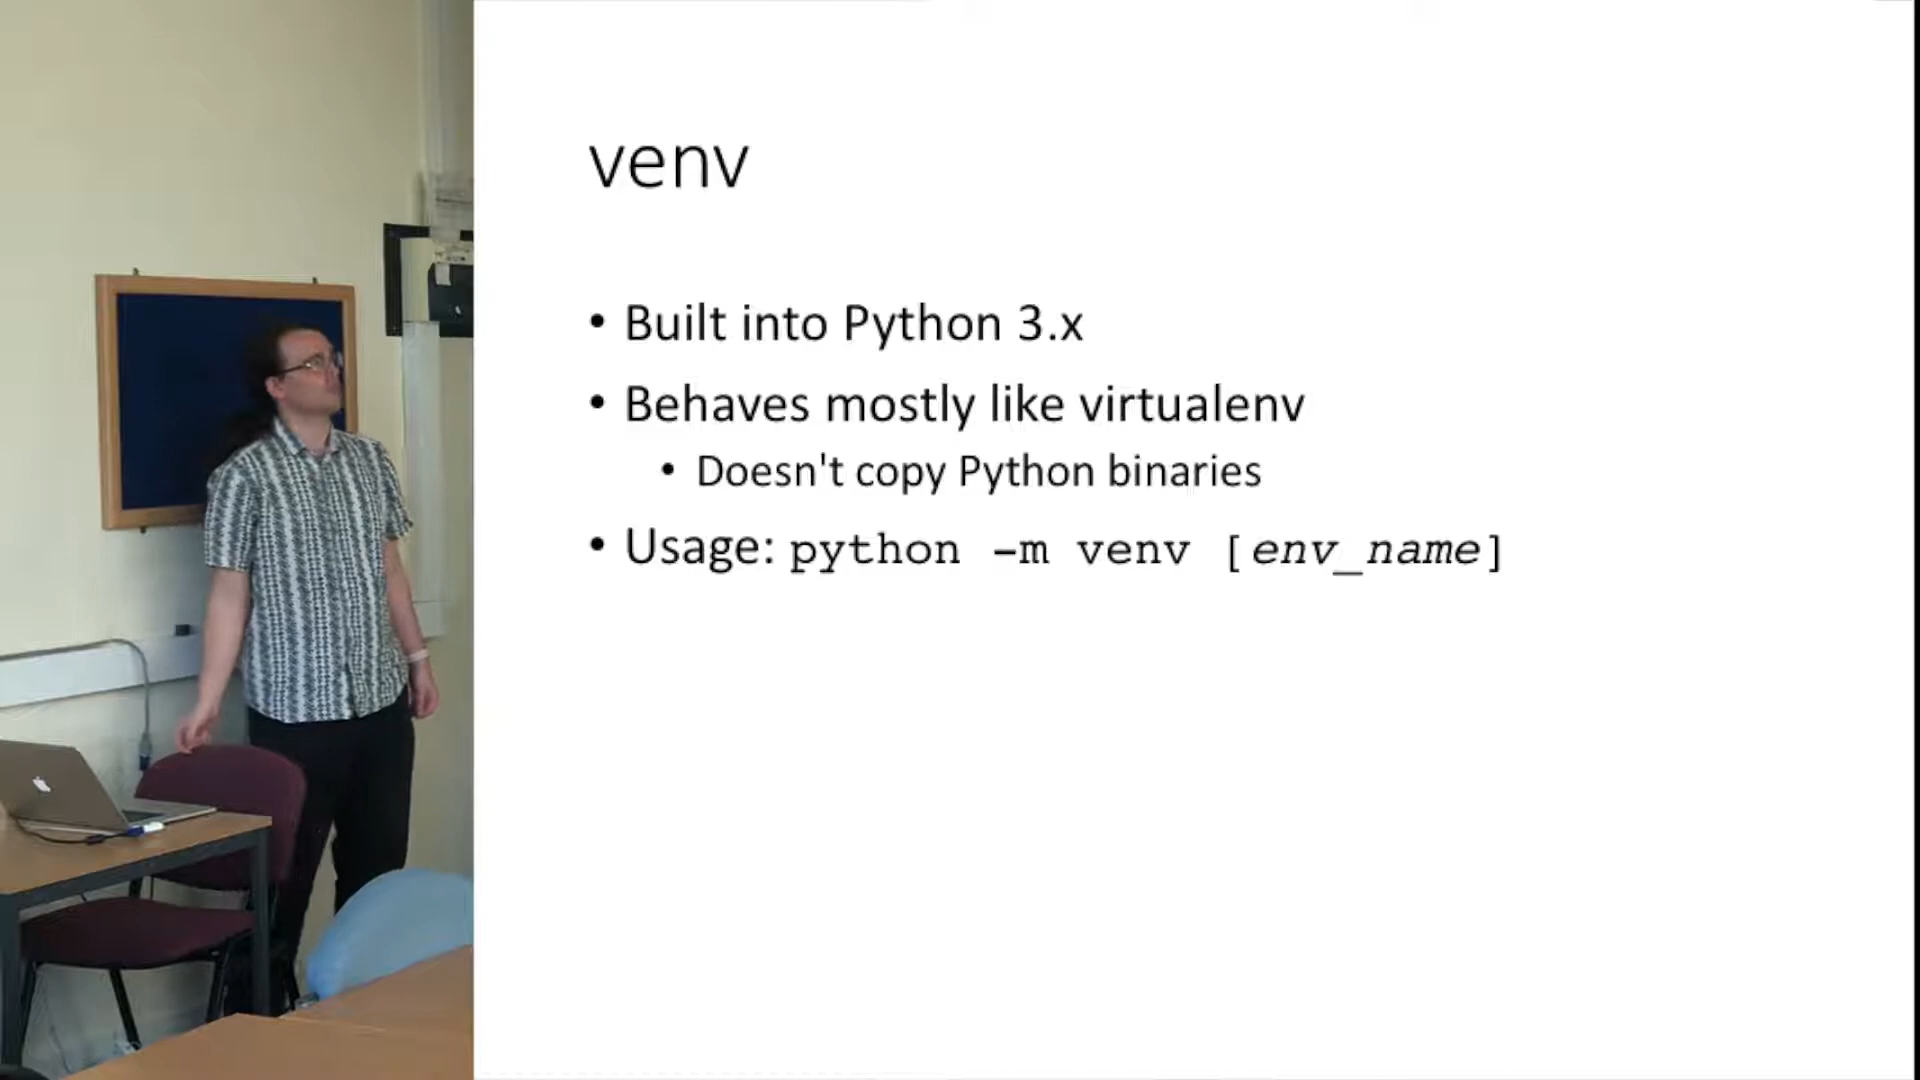 venv
• Built into Python 3.x
• Behaves mostly like virtualenv
• Doesn't copy Python binaries
• Usage: python -m venv [env_name]